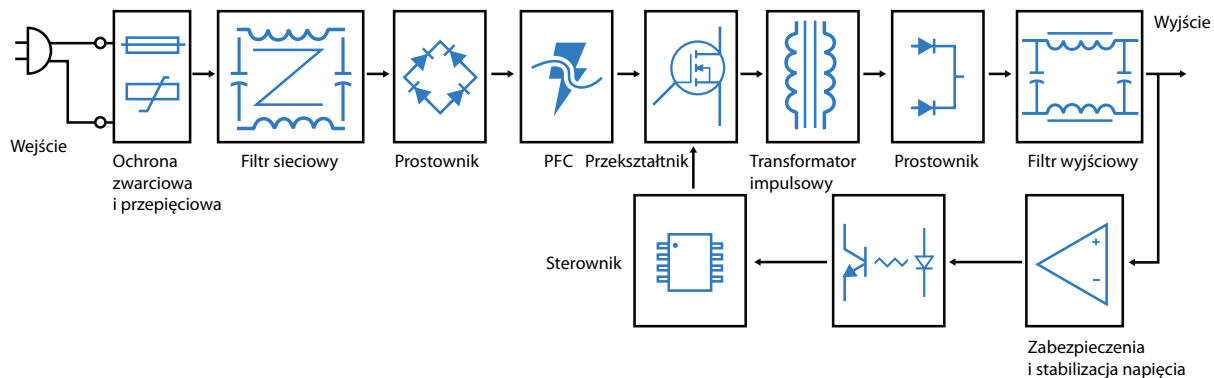 Wyjście
Wejście
Ochrona
zwarciowa
i przepięciowa
Filtr sieciowy
Prostownik
PFC
Przekształtnik
Transformator
impulsowy
Prostownik
Filtr wyjściowy
Sterownik
+
−
Zabezpieczenia
i stabilizacja napięcia